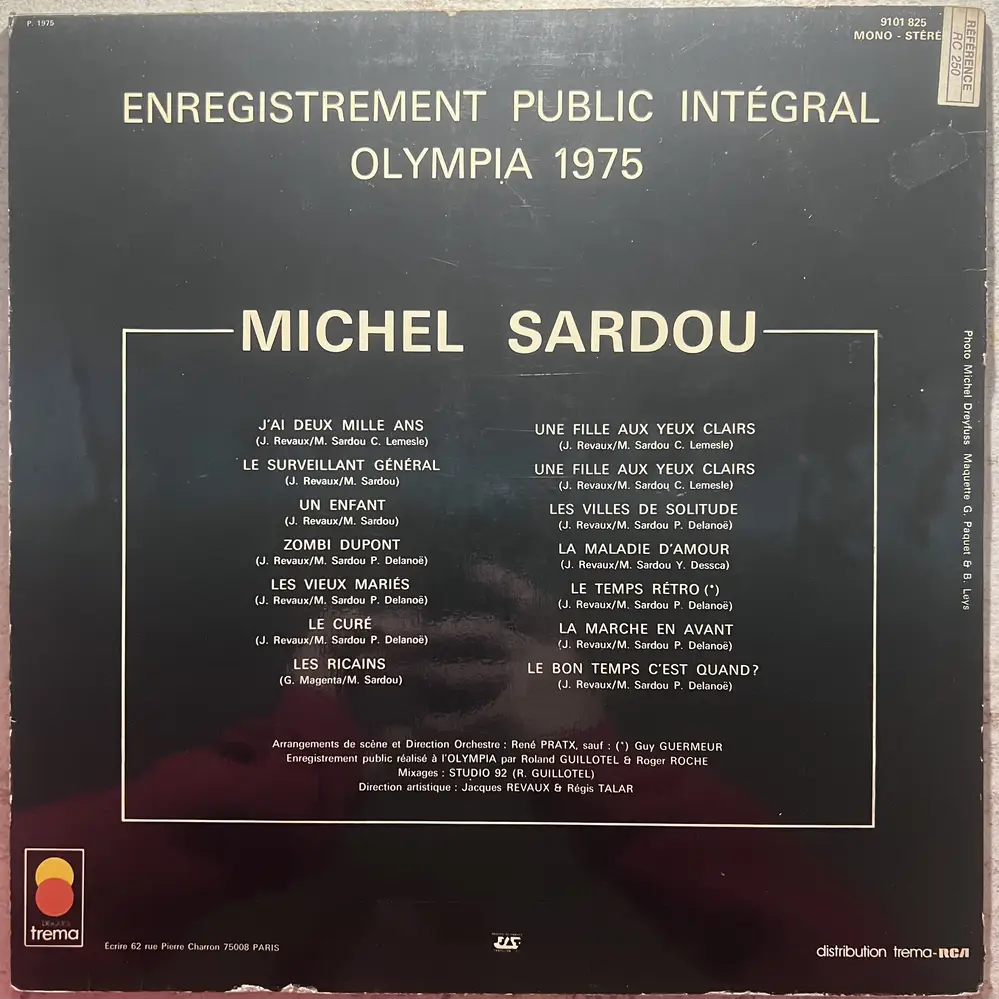 P. 1975
9101 825
MONO - STÉRÉ
RÉFÉRENCE
RC 250
ENREGISTREMENT PUBLIC INTÉGRAL
OLYMPIA 1975
MICHEL SARDOU
J'AI DEUX MILLE ANS
(J. Revaux/M. Sardou C. Lemesle)
LE SURVEILLANT GÉNÉRAL
(J. Revaux/M. Sardou)
UN ENFANT
(J. Revaux/M. Sardou)
ZOMBI DUPONT
(J. Revaux/M. Sardou P. Delanoë)
LES VIEUX MARIÉS
(J. Revaux/M. Sardou P. Delanoë)
LE CURÉ
(J. Revaux/M. Sardou P. Delanoë)
LES RICAINS
(G. Magenta/M. Sardou)
UNE FILLE AUX YEUX CLAIRS
(J. Revaux/M. Sardou C. Lemesle)
UNE FILLE AUX YEUX CLAIRS
(J. Revaux/M. Sardou C. Lemesle)
LES VILLES DE SOLITUDE
(J. Revaux/M. Sardou P. Delanoë)
LA MALADIE D'AMOUR
(J. Revaux/M. Sardou Y. Dessca)
LE TEMPS RÉTRO (*)
(J. Revaux/M. Sardou P. Delanoë)
LA MARCHE EN AVANT
(J. Revaux/M. Sardou P. Delanoë)
LE BON TEMPS C'EST QUAND?
(J. Revaux/M. Sardou P. Delanoë)
Arrangements de scène et Direction Orchestre : René PRATX, sauf : (*) Guy GUERMEUR
Enregistrement public réalisé à l'OLYMPIA par Roland GUILLOTEL & Roger ROCHE
Mixages : STUDIO 92 (R. GUILLOTEL)
Direction artistique : Jacques REVAUX & Régis TALAR
Photo Michel Dreyfuss Maquette G. Paquet & B. Leys
DISQUES
trema
Écrire 62 rue Pierre Charron 75008 PARIS
distribution trema-RCA